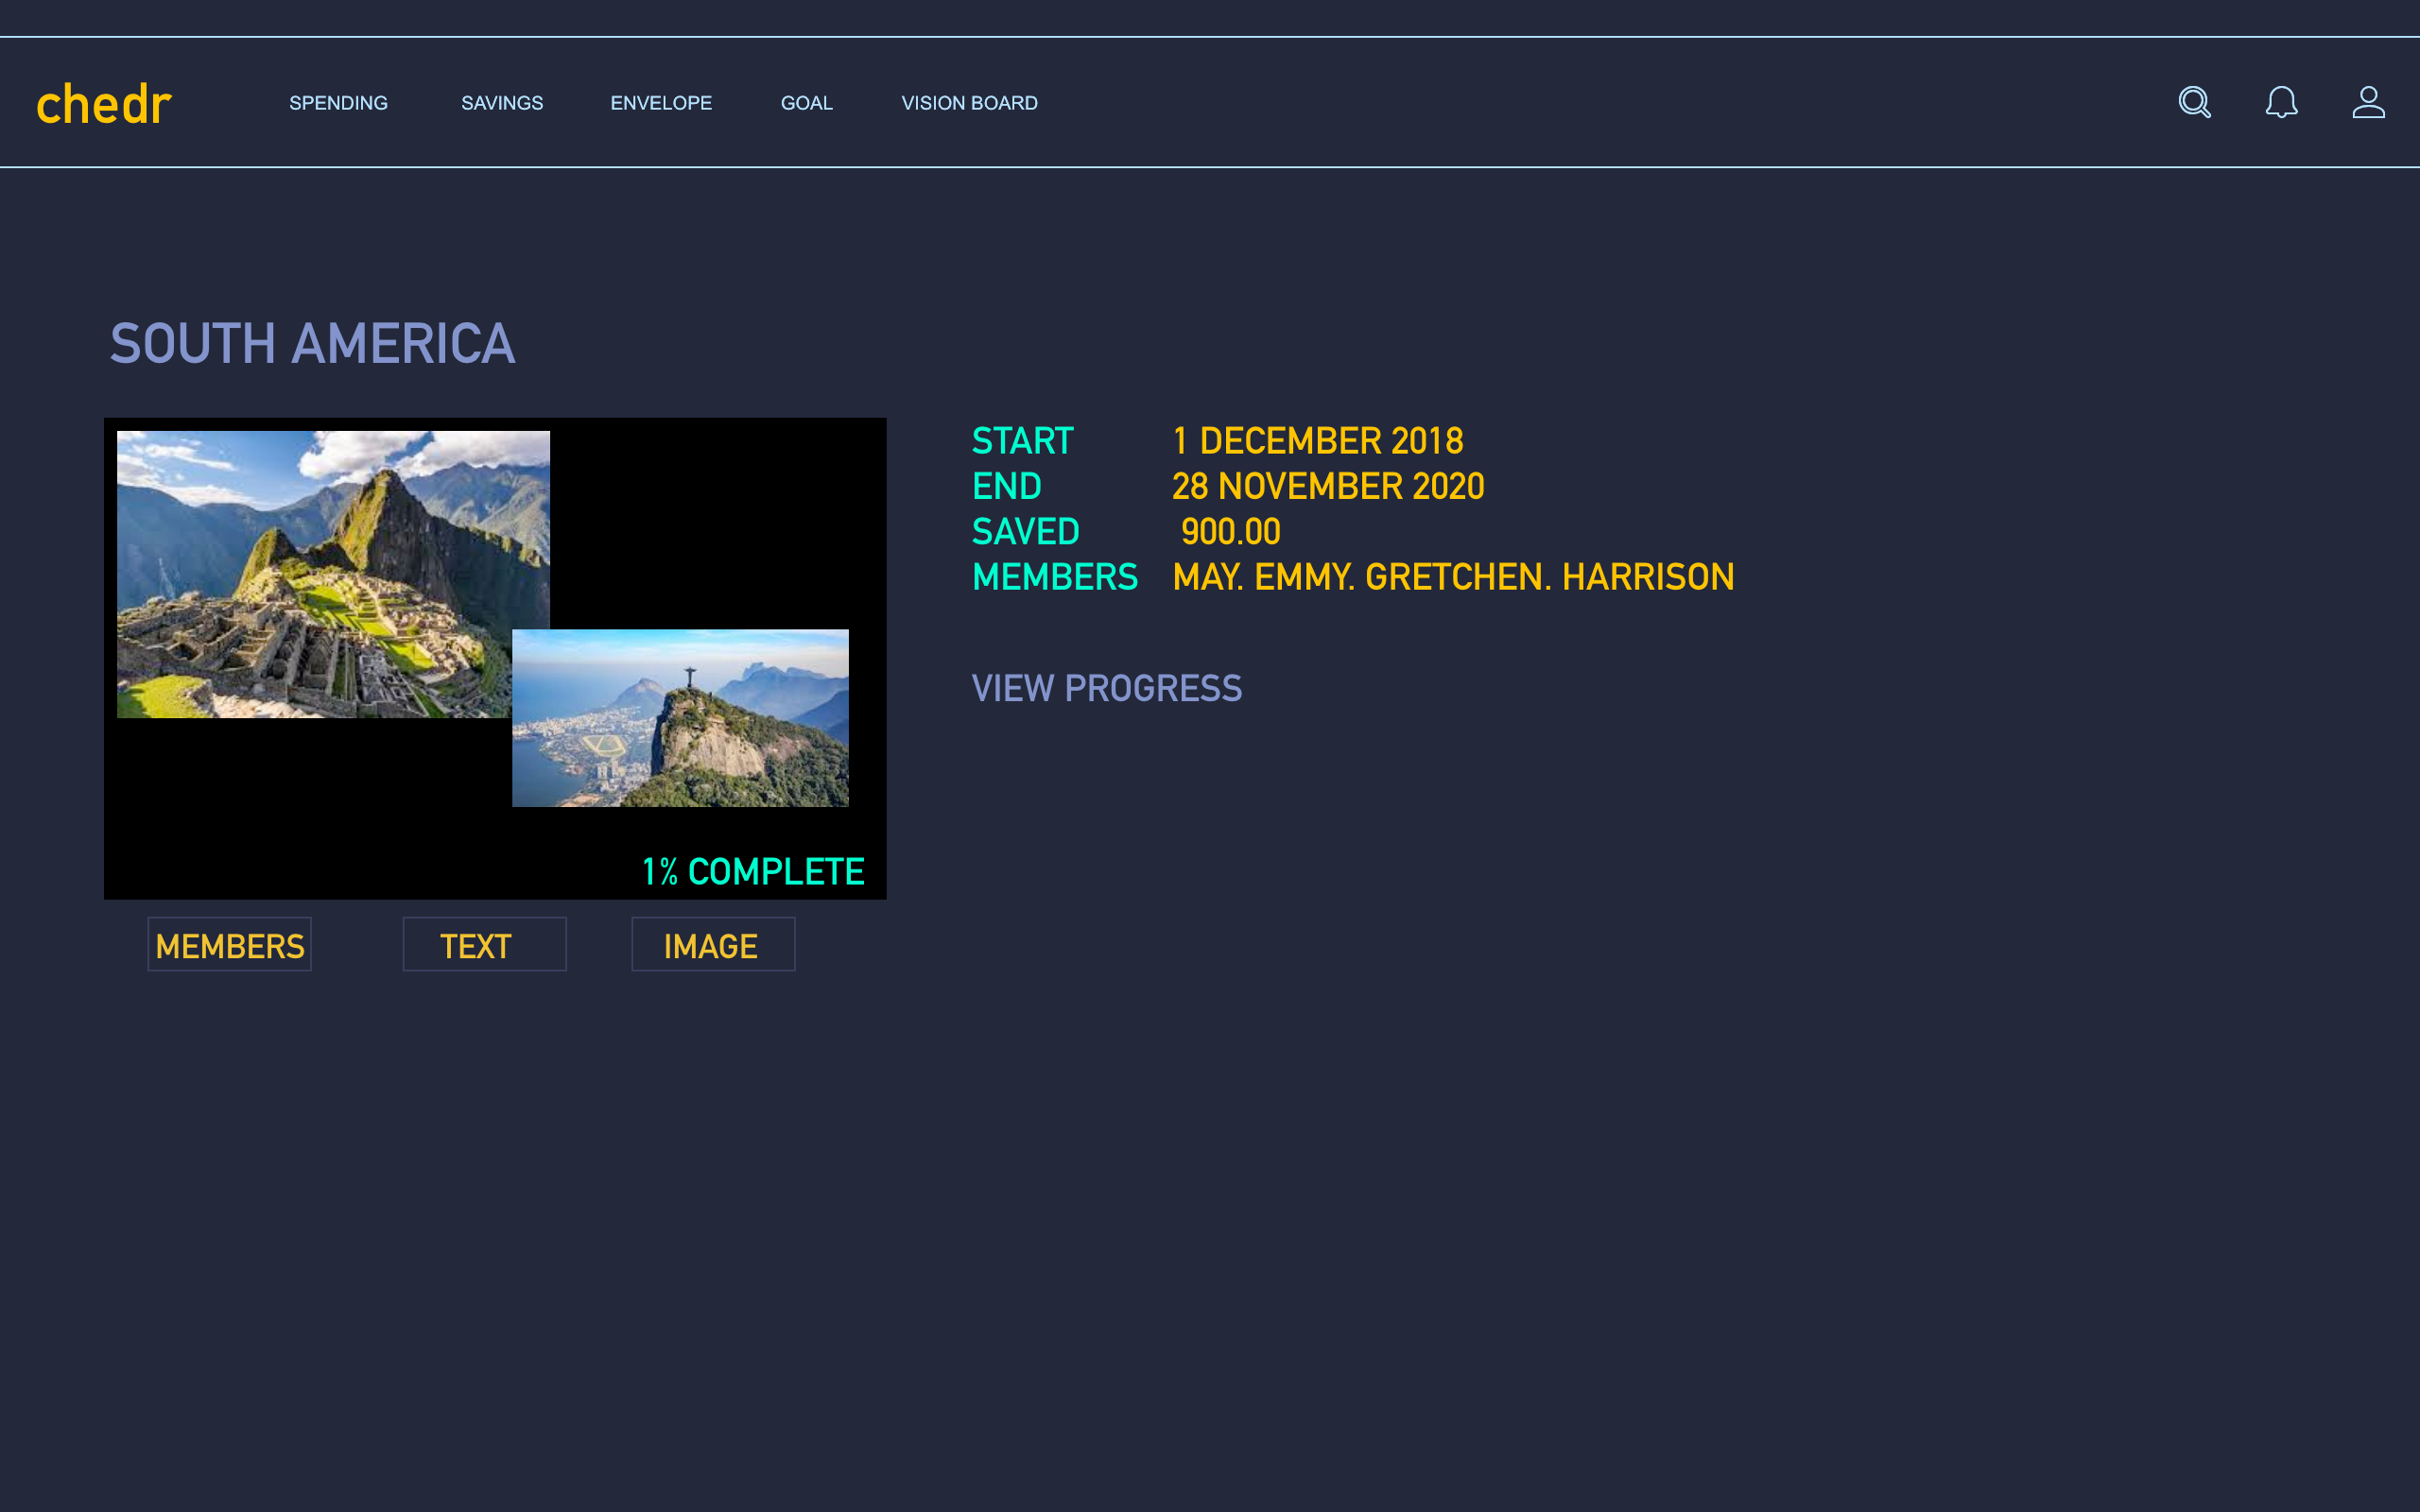 chedr SPENDING SAVINGS ENVELOPE GOAL VISION BOARD
SOUTH AMERICA
START 1 DECEMBER 2018
END 28 NOVEMBER 2020
SAVED 900.00
MEMBERS MAY. EMMY. GRETCHEN. HARRISON
VIEW PROGRESS
1% COMPLETE
MEMBERS TEXT IMAGE